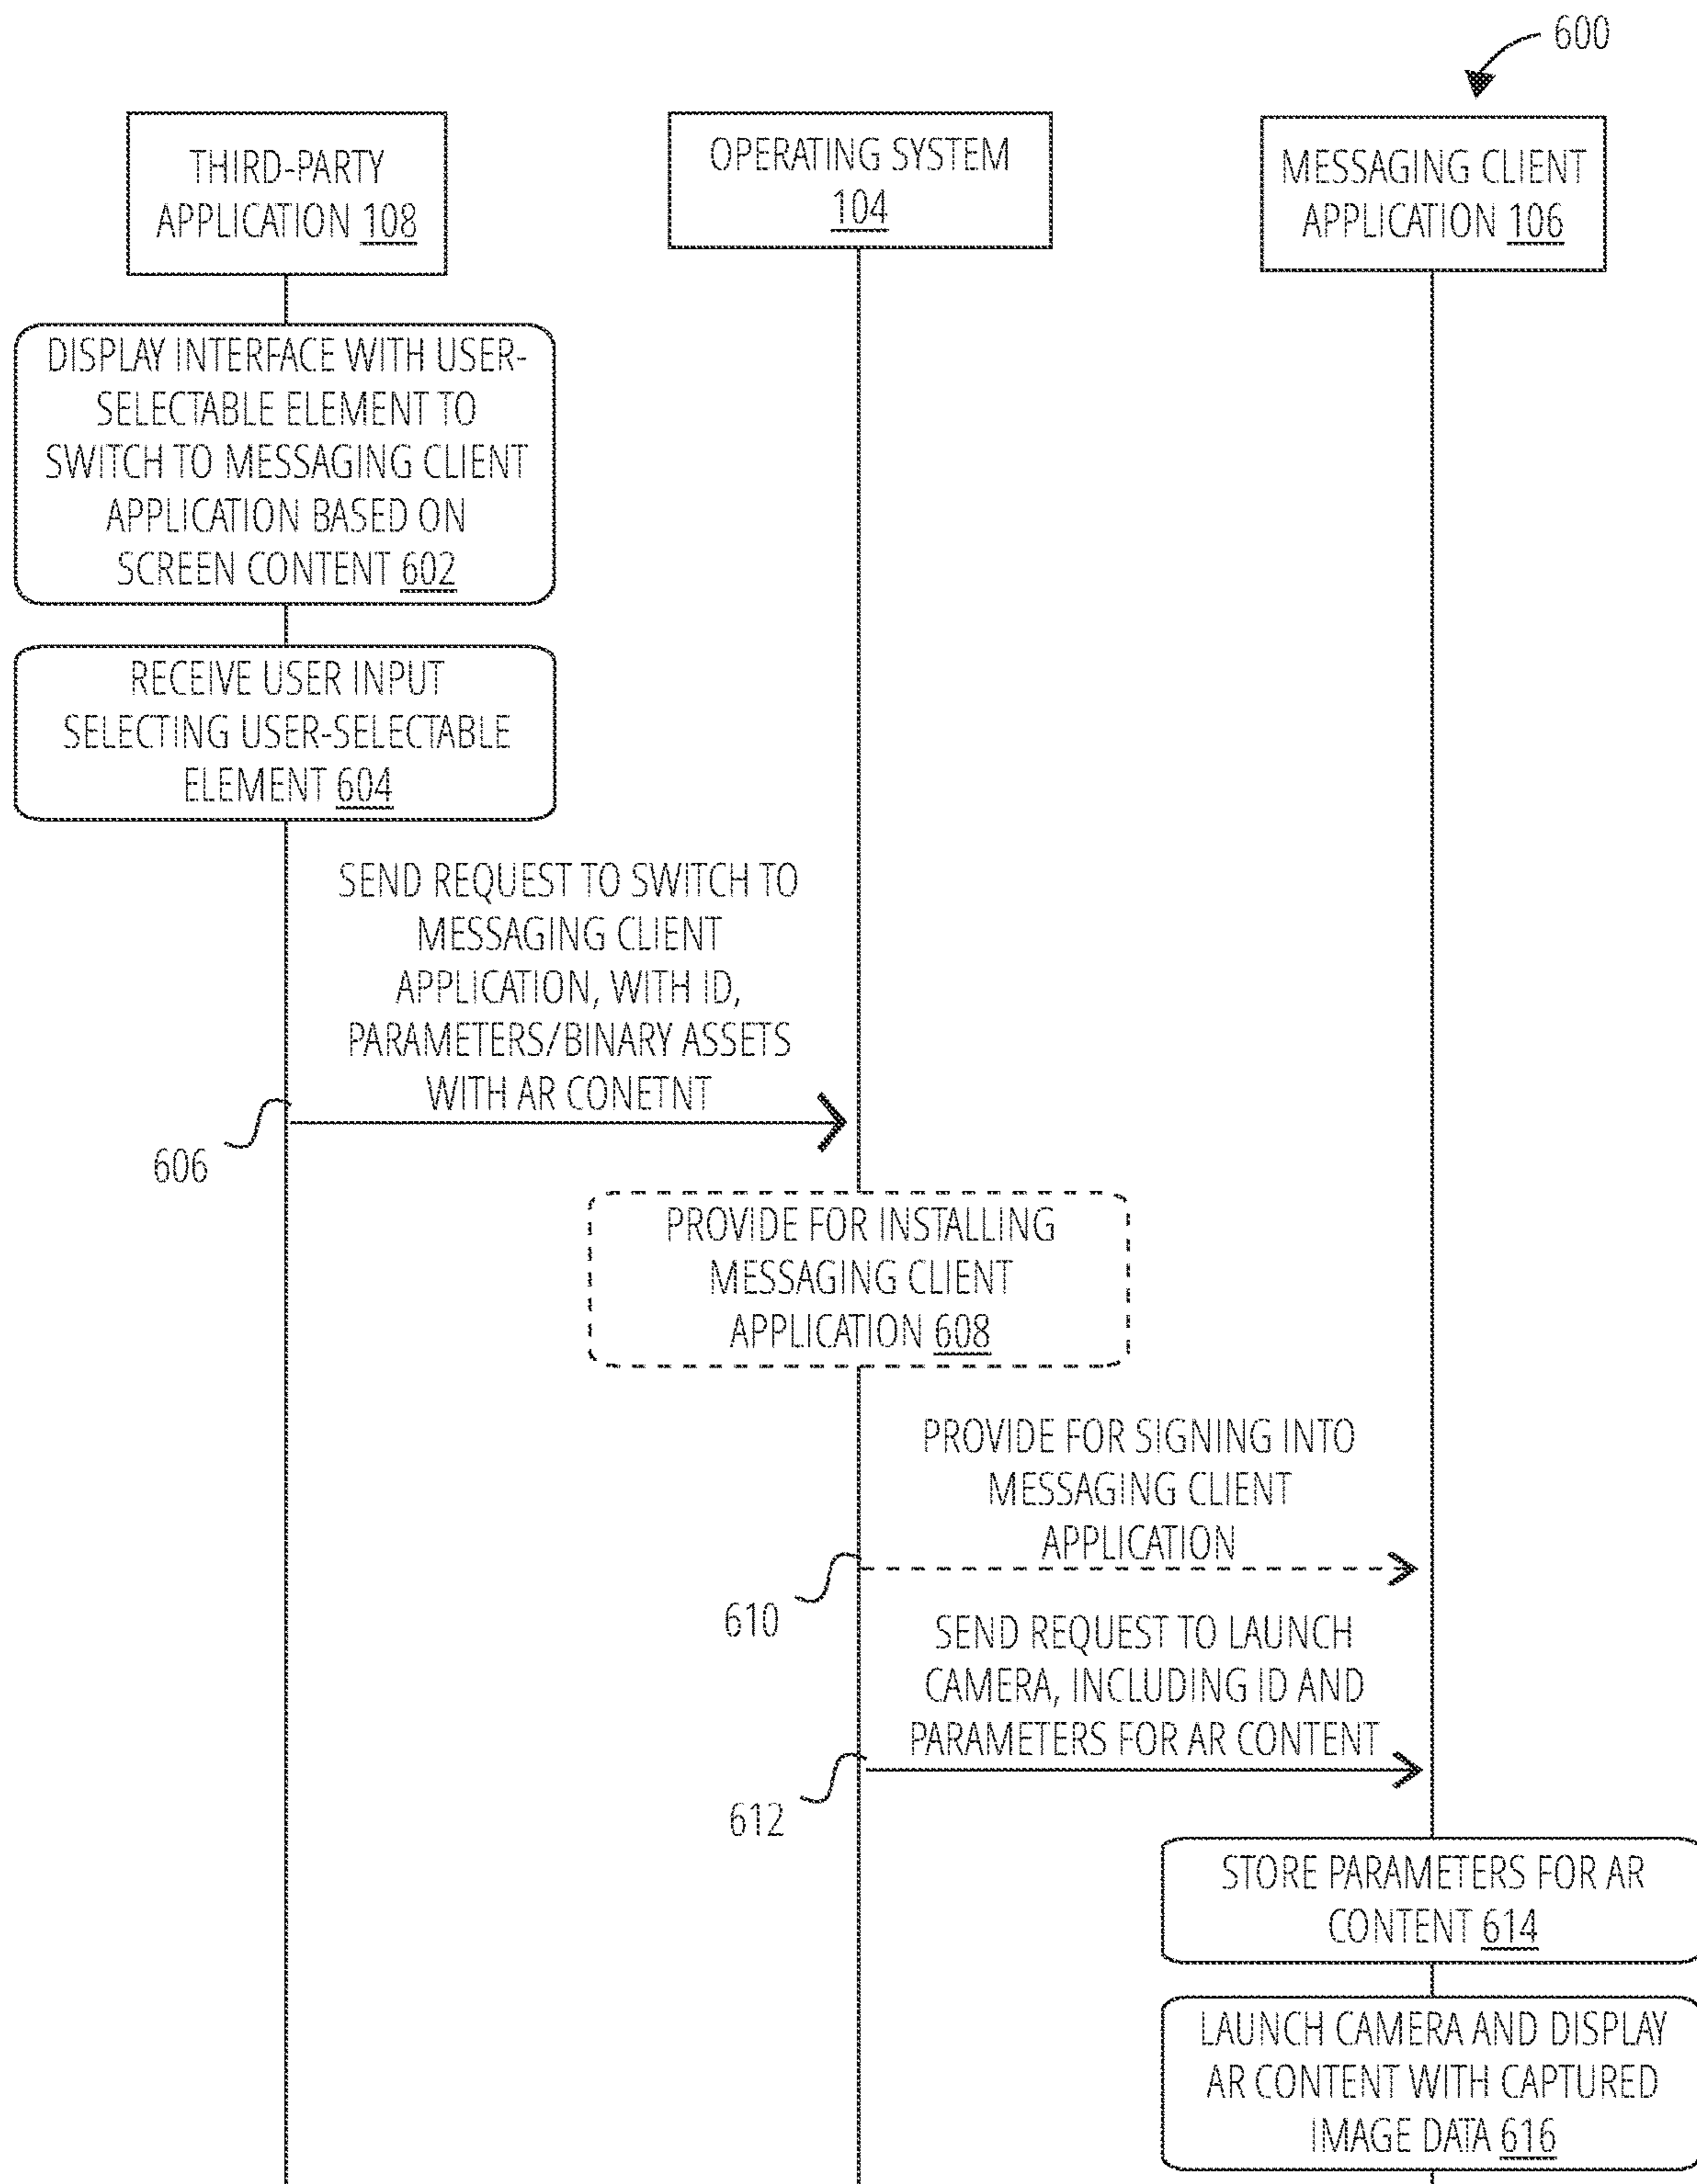 600
THIRD-PARTY
APPLICATION 108
OPERATING SYSTEM
104
MESSAGING CLIENT
APPLICATION 106
DISPLAY INTERFACE WITH USER-
SELECTABLE ELEMENT TO
SWITCH TO MESSAGING CLIENT
APPLICATION BASED ON
SCREEN CONTENT 602
RECEIVE USER INPUT
SELECTING USER-SELECTABLE
ELEMENT 604
SEND REQUEST TO SWITCH TO
MESSAGING CLIENT
APPLICATION, WITH ID,
PARAMETERS/BINARY ASSETS
WITH AR CONETNT
606
PROVIDE FOR INSTALLING
MESSAGING CLIENT
APPLICATION 608
PROVIDE FOR SIGNING INTO
MESSAGING CLIENT
APPLICATION
610
SEND REQUEST TO LAUNCH
CAMERA, INCLUDING ID AND
PARAMETERS FOR AR CONTENT
612
STORE PARAMETERS FOR AR
CONTENT 614
LAUNCH CAMERA AND DISPLAY
AR CONTENT WITH CAPTURED
IMAGE DATA 616